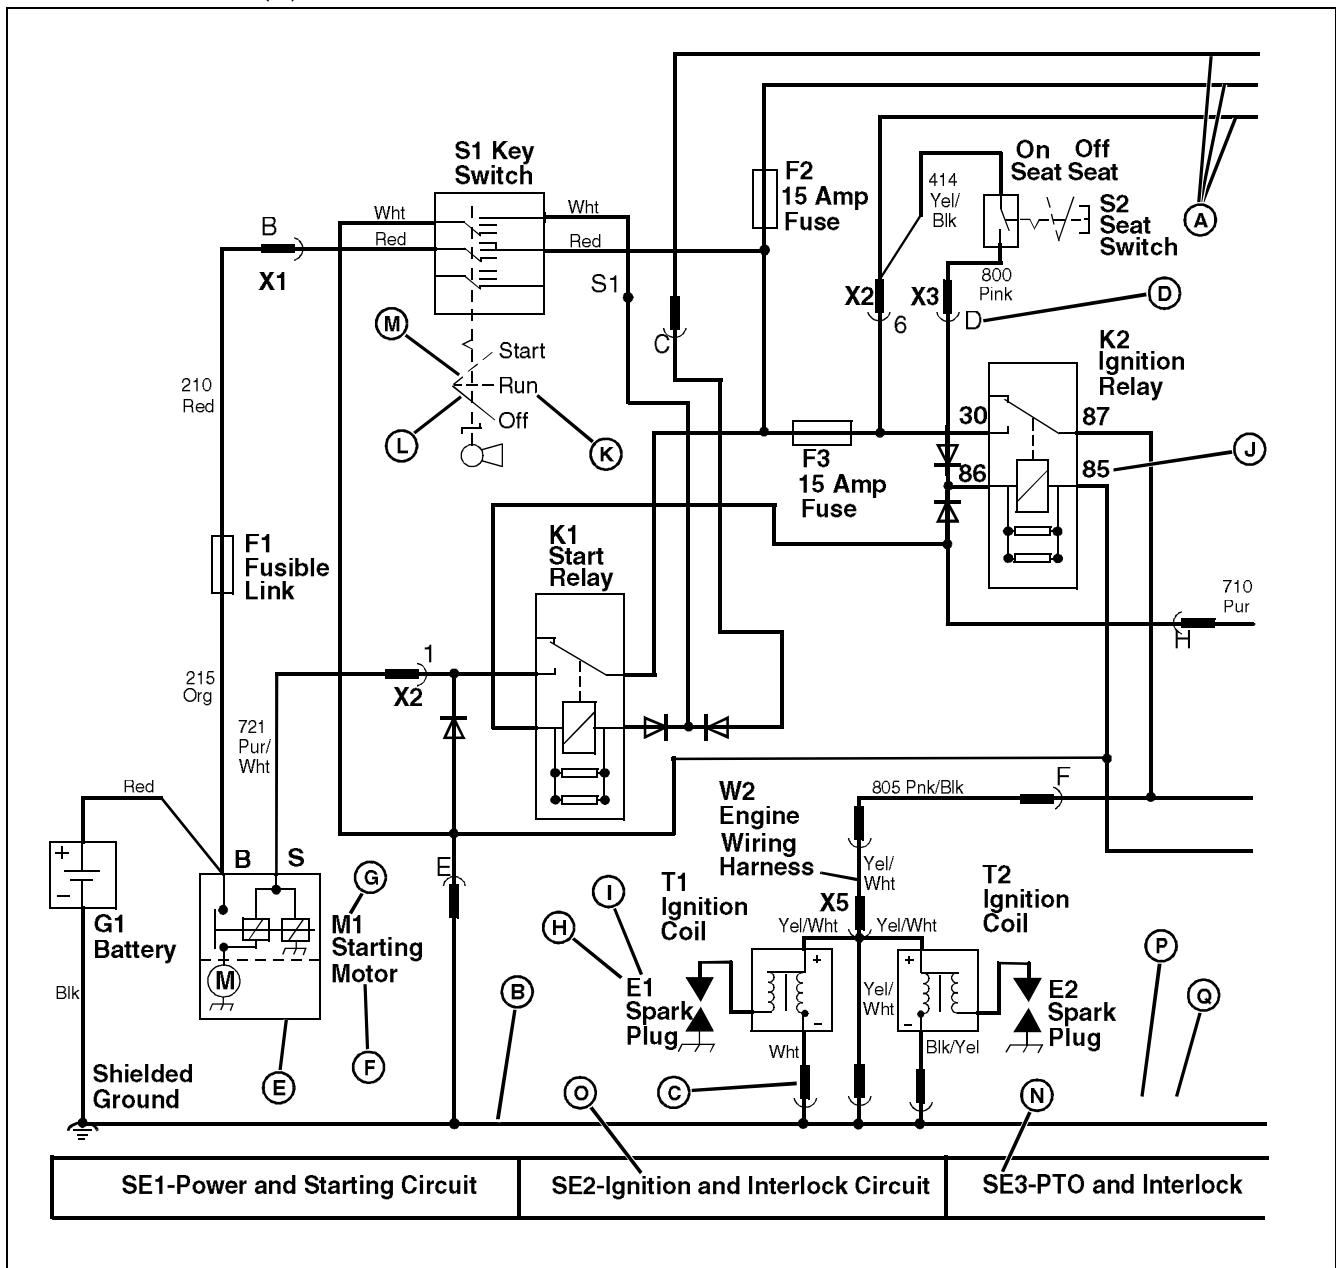 S1 Key
Switch
F2
15 Amp
Fuse
On Off
Seat Seat
414
Yel/
Blk
S2
Seat
Switch
A
B
Wht
Red
Wht
Red
X1
S1
800
Pink
X2
X3
D
6
D
M
C
Start
Run
Off
K2
Ignition
Relay
210
Red
L
K
30
87
J
F3
15 Amp
Fuse
86
85
F1
Fusible
Link
K1
Start
Relay
710
Pur
H
1
X2
215
Org
721
Pur/
Wht
Red
W2
Engine
Wiring
Harness
805 Pnk/Blk
F
+
-
B
S
E
G
I
H
T1
Ignition
Coil
Yel/
Wht
X5
T2
Ignition
Coil
Yel/Wht
Yel/Wht
G1
Battery
M1
Starting
Motor
M
P
Blk
B
E1
Spark
Plug
+
-
Yel/
Wht
+
-
E2
Spark
Plug
Q
Wht
Blk/Yel
Shielded
Ground
E
F
O
C
N
SE1-Power and Starting Circuit
SE2-Ignition and Interlock Circuit
SE3-PTO and Interlock